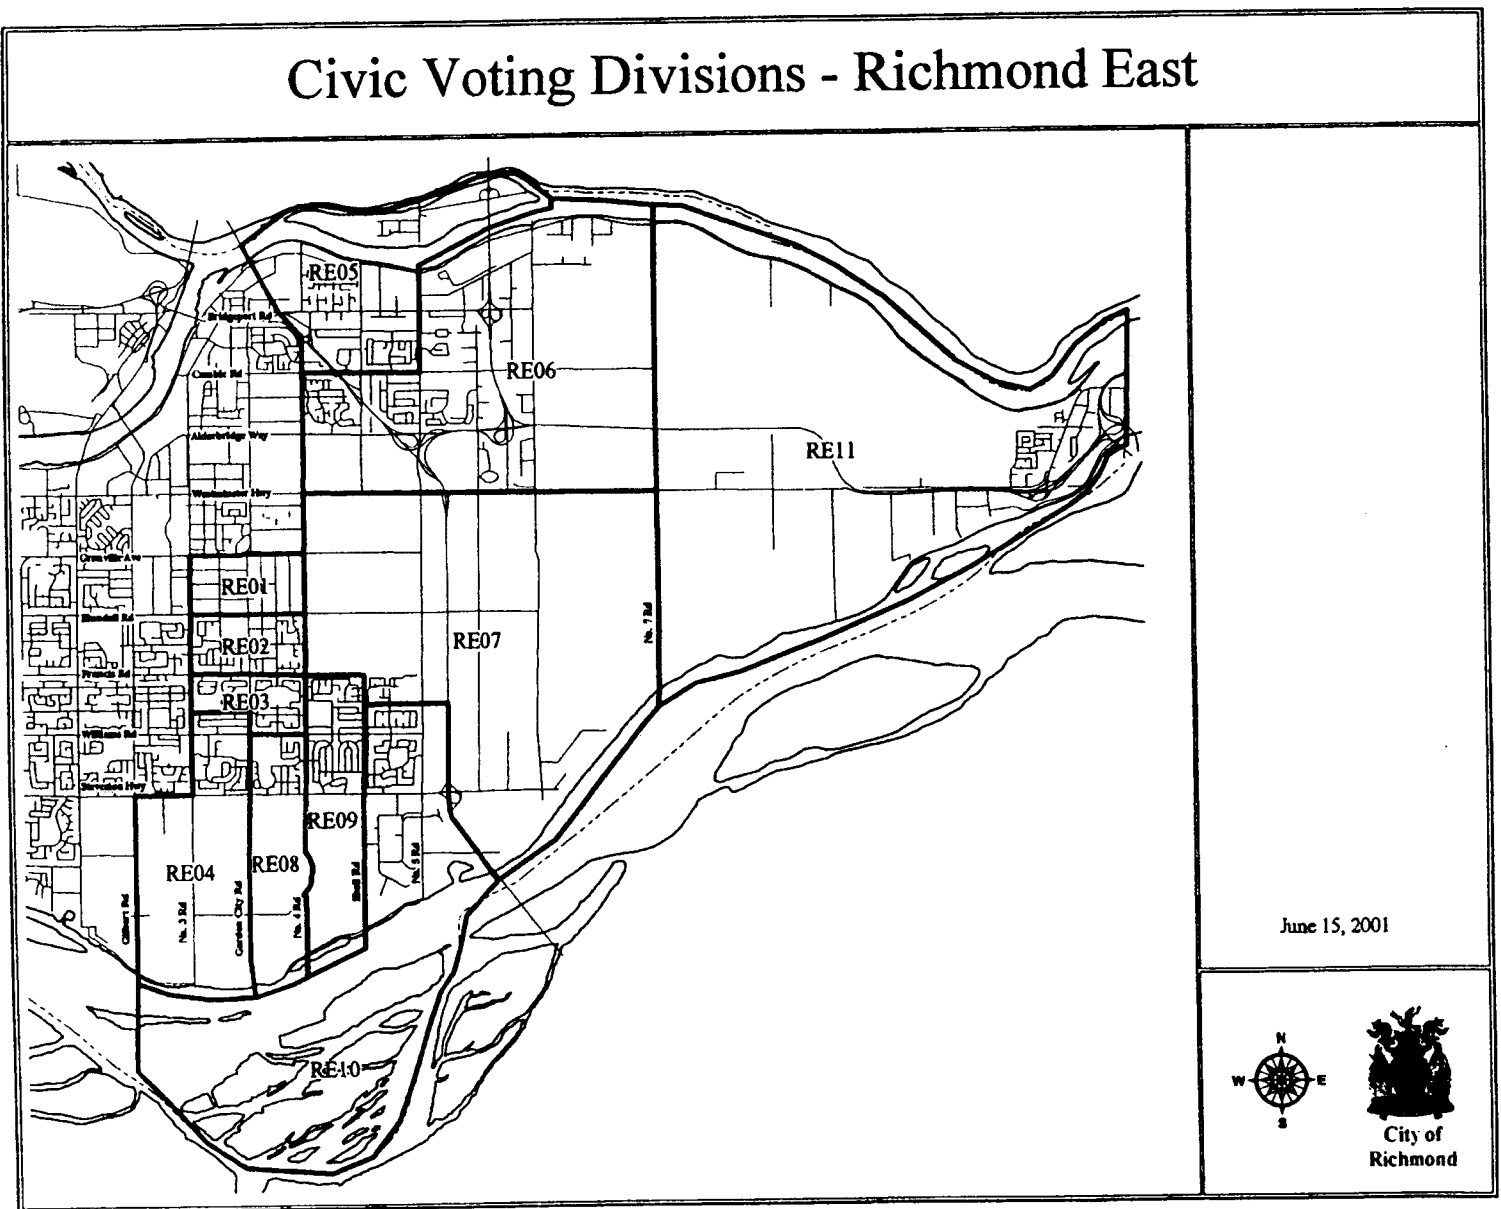 Civic Voting Divisions - Richmond East
RE05
Bridgeport Rd
RE06
Cambie Rd
Alderbridge Way
RE11
Westminster Hwy
Granville Ave
RE01
Blundell Rd
No. 7 Rd
RE02
RE07
Francis Rd
RE03
Williams Rd
Steveston Hwy
RE09
RE04
RE08
No. 5 Rd
Shell Rd
Gilbert Rd
No. 3 Rd
Garden City Rd
No. 4 Rd
June 15, 2001
RE10
N
W
E
S
City of
Richmond